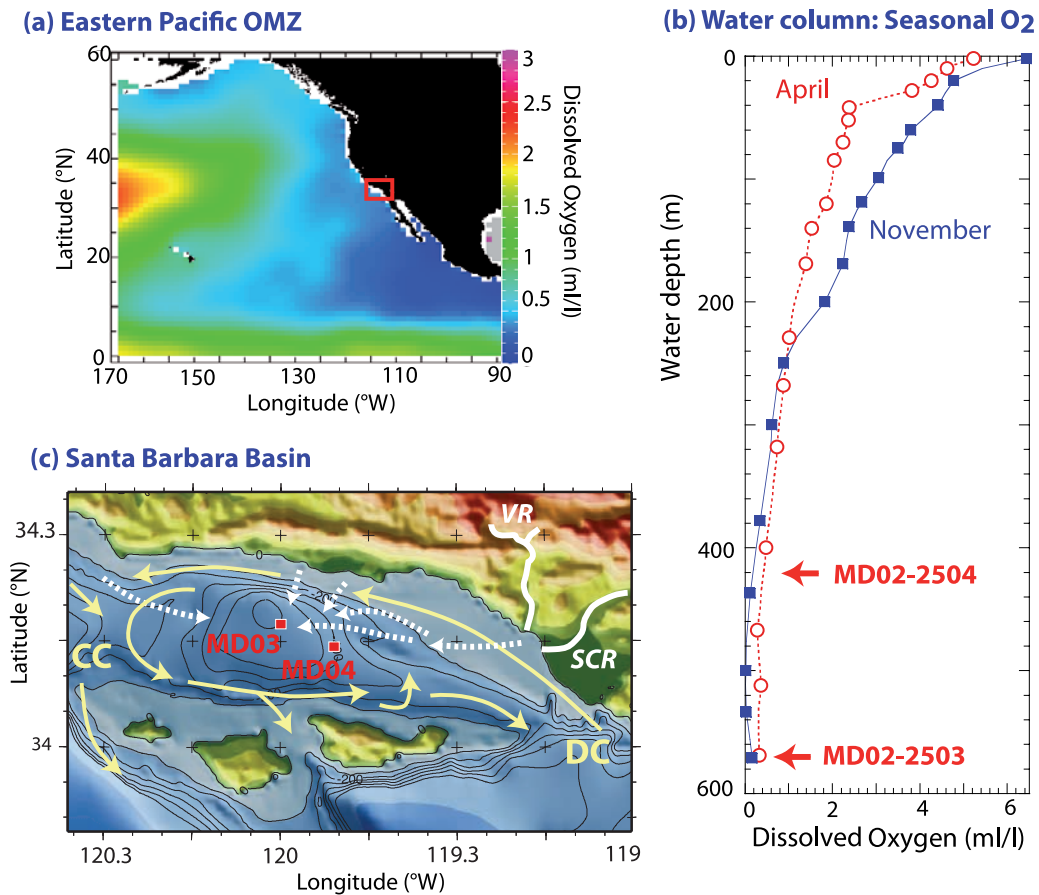 (a) Eastern Pacific OMZ
60
40
20
0
Latitude (°N)
170
150
130
110
90
Longitude (°W)
3
2.5
2
1.5
1
0.5
0
Dissolved Oxygen (ml/l)
(b) Water column: Seasonal O2
0
200
400
600
Water depth (m)
April
November
MD02-2504
MD02-2503
0
2
4
6
Dissolved Oxygen (ml/l)
(c) Santa Barbara Basin
34.3
34
Latitude (°N)
VR
SCR
0
-200
MD03
MD04
CC
DC
-200
0
120.3
120
119.3
119
Longitude (°W)